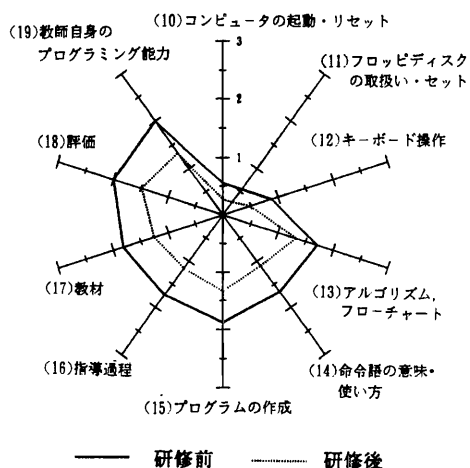 (10)コンピュータの起動・リセット
3
2
1
(11)フロッピディスク
の取扱い・セット
(12)キーボード操作
(13)アルゴリズム,
フローチャート
(14)命令語の意味・
使い方
(15)プログラムの作成
(16)指導過程
(17)教材
(18)評価
(19)教師自身の
プログラミング能力
研修前
研修後